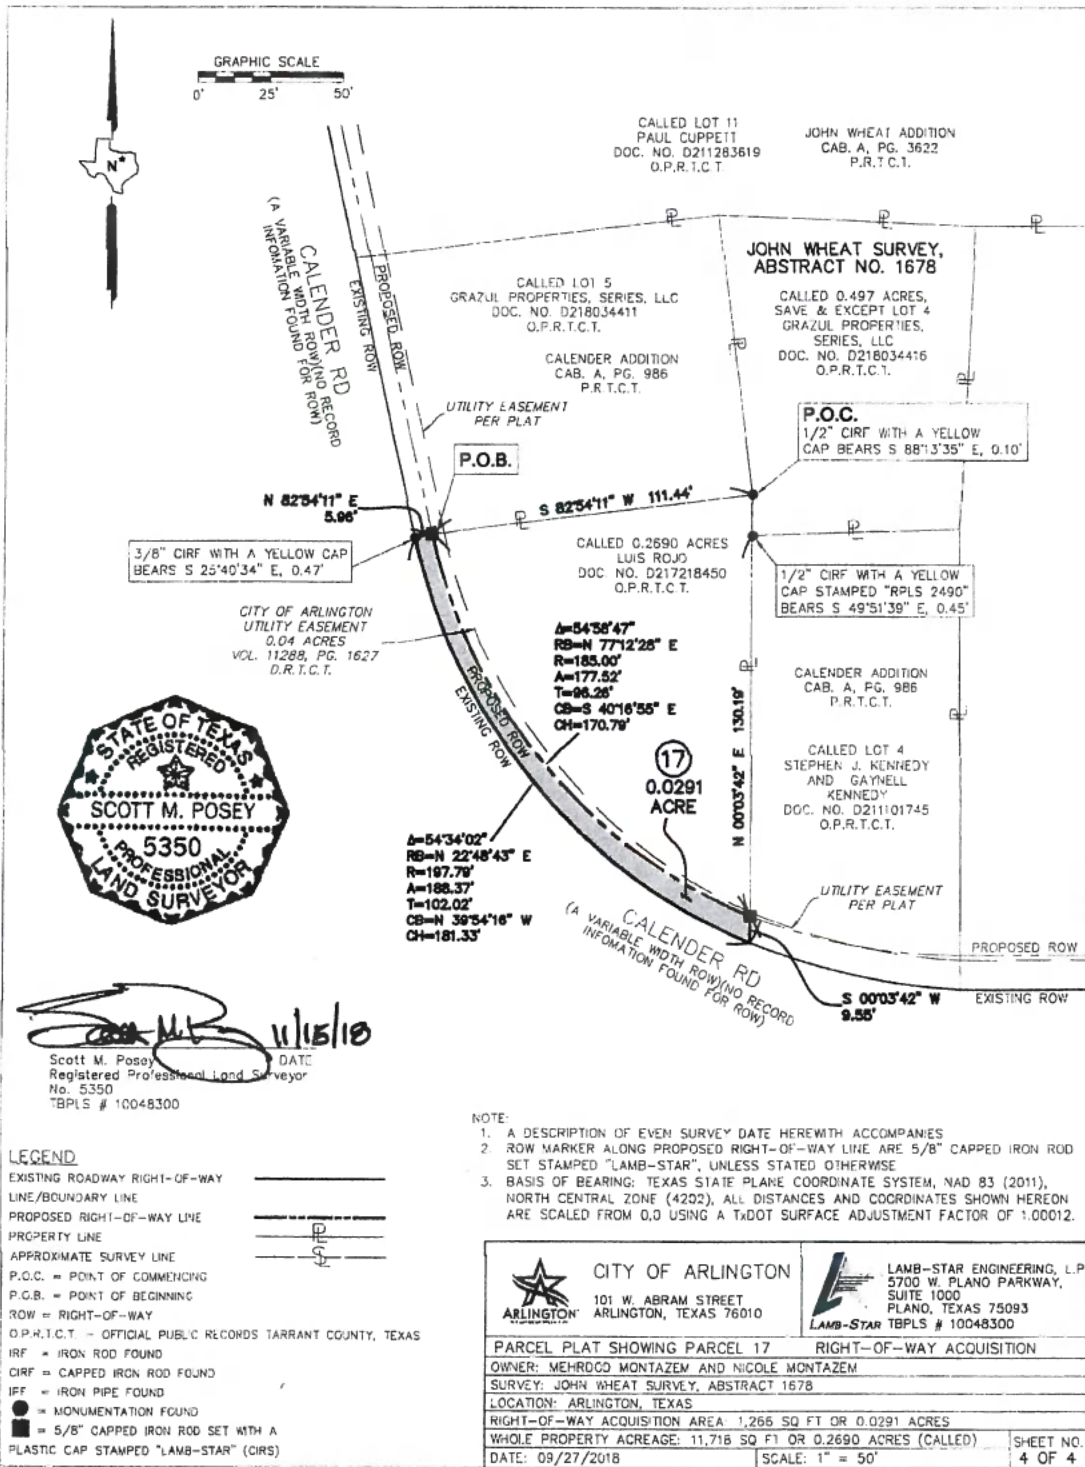 GRAPHIC SCALE
0' 25' 50'
N
CALLED LOT 11
PAUL CUPPETT
DOC. NO. D211283619
O.P.R.T.C.T.
JOHN WHEAT ADDITION
CAB. A, PG. 3622
P.R.T.C.T.
CALENDER RD
(A VARIABLE WIDTH ROW)(NO RECORD
INFOMATION FOUND FOR ROW)
EXISTING ROW
PROPOSED ROW
JOHN WHEAT SURVEY,
ABSTRACT NO. 1678
CALLED LOT 5
GRAZUL PROPERTIES, SERIES, LLC
DOC. NO. D218034411
O.P.R.T.C.T.
CALLED 0.497 ACRES,
SAVE & EXCEPT LOT 4
GRAZUL PROPERTIES,
SERIES, LLC
DOC. NO. D218034416
O.P.R.T.C.T.
CALENDER ADDITION
CAB. A, PG. 986
P.R.T.C.T.
UTILITY EASEMENT
PER PLAT
P.O.C.
1/2" CIRF WITH A YELLOW
CAP BEARS S 88°13'35" E, 0.10'
P.O.B.
N 82°54'11" E
5.96'
S 82°54'11" W 111.44'
3/8" CIRF WITH A YELLOW CAP
BEARS S 25°40'34" E, 0.47'
CALLED 0.2690 ACRES
LUIS ROJO
DOC. NO. D217218450
O.P.R.T.C.T.
1/2" CIRF WITH A YELLOW
CAP STAMPED "RPLS 2490"
BEARS S 49°51'39" E, 0.45'
CITY OF ARLINGTON
UTILITY EASEMENT
0.04 ACRES
VOL. 11288, PG. 1627
D.R.T.C.T.
Δ=54°58'47"
RB=N 77°12'28" E
R=185.00'
A=177.52'
T=96.26'
CB=S 40°16'55" E
CH=170.79'
PROPOSED ROW
EXISTING ROW
CALENDER ADDITION
CAB. A, PG. 986
P.R.T.C.T.
N 00°03'42" E 130.19'
17
0.0291
ACRE
CALLED LOT 4
STEPHEN J. KENNEDY
AND GAYNELL
KENNEDY
DOC. NO. D211101745
O.P.R.T.C.T.
STATE OF TEXAS
REGISTERED
SCOTT M. POSEY
5350
PROFESSIONAL
LAND SURVEYOR
Δ=54°34'02"
RB=N 22°48'43" E
R=197.79'
A=188.37'
T=102.02'
CB=N 39°54'16" W
CH=181.33'
UTILITY EASEMENT
PER PLAT
CALENDER RD
(A VARIABLE WIDTH ROW)(NO RECORD
INFOMATION FOUND FOR ROW)
PROPOSED ROW
EXISTING ROW
S 00°03'42" W
9.55'
11/15/18
Scott M. Posey DATE
Registered Professional Land Surveyor
No. 5350
TBPLS # 10048300
NOTE:
1. A DESCRIPTION OF EVEN SURVEY DATE HEREWITH ACCOMPANIES
2. ROW MARKER ALONG PROPOSED RIGHT-OF-WAY LINE ARE 5/8" CAPPED IRON ROD
SET STAMPED "LAMB-STAR", UNLESS STATED OTHERWISE
3. BASIS OF BEARING: TEXAS STATE PLANE COORDINATE SYSTEM, NAD 83 (2011),
NORTH CENTRAL ZONE (4202), ALL DISTANCES AND COORDINATES SHOWN HEREON
ARE SCALED FROM 0,0 USING A TxDOT SURFACE ADJUSTMENT FACTOR OF 1.00012.
LEGEND
EXISTING ROADWAY RIGHT-OF-WAY
LINE/BOUNDARY LINE
PROPOSED RIGHT-OF-WAY LINE
PROPERTY LINE
APPROXIMATE SURVEY LINE
P.O.C. = POINT OF COMMENCING
P.O.B. = POINT OF BEGINNING
ROW = RIGHT-OF-WAY
O.P.R.T.C.T. = OFFICIAL PUBLIC RECORDS TARRANT COUNTY, TEXAS
IRF = IRON ROD FOUND
CIRF = CAPPED IRON ROD FOUND
IPF = IRON PIPE FOUND
= MONUMENTATION FOUND
= 5/8" CAPPED IRON ROD SET WITH A
PLASTIC CAP STAMPED "LAMB-STAR" (CIRS)
ARLINGTON
CITY OF ARLINGTON
101 W. ABRAM STREET
ARLINGTON, TEXAS 76010
LAMB-STAR
LAMB-STAR ENGINEERING, L.P
5700 W. PLANO PARKWAY,
SUITE 1000
PLANO, TEXAS 75093
TBPLS # 10048300
PARCEL PLAT SHOWING PARCEL 17 RIGHT-OF-WAY ACQUISITION
OWNER: MEHRDOD MONTAZEM AND NICOLE MONTAZEM
SURVEY: JOHN WHEAT SURVEY, ABSTRACT 1678
LOCATION: ARLINGTON, TEXAS
RIGHT-OF-WAY ACQUISITION AREA: 1,266 SQ FT OR 0.0291 ACRES
WHOLE PROPERTY ACREAGE: 11,718 SQ FT OR 0.2690 ACRES (CALLED)
DATE: 09/27/2018 SCALE: 1" = 50'
SHEET NO.
4 OF 4